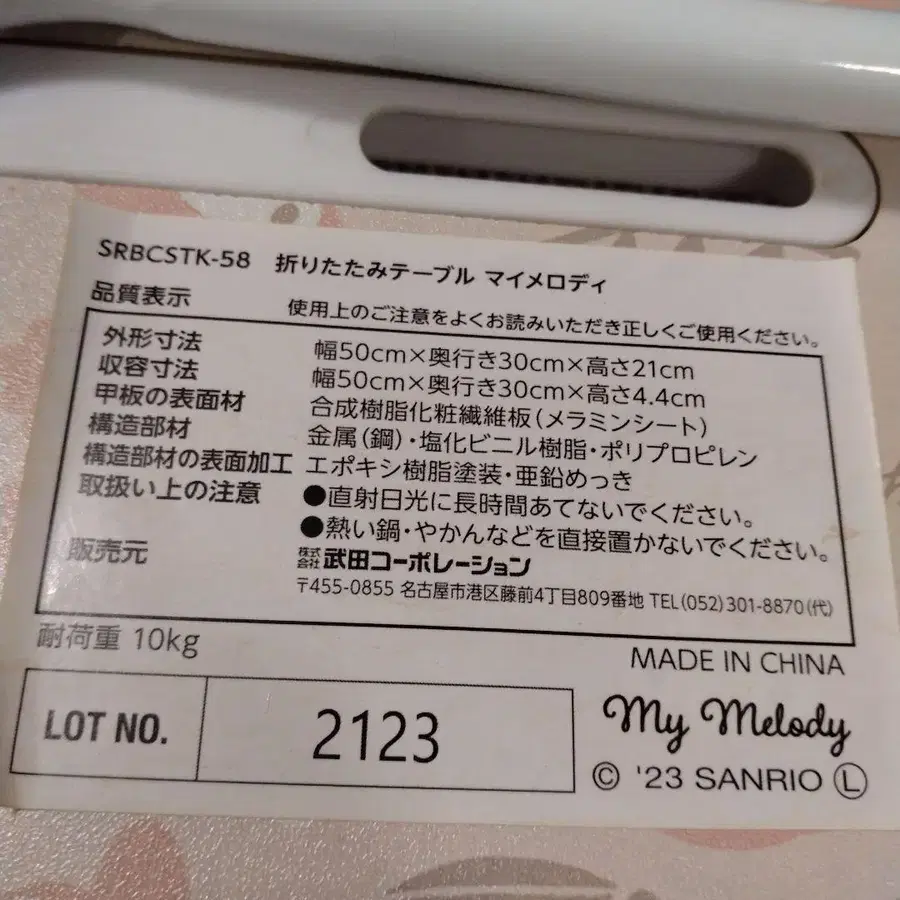 SRBCSTK-58 折りたたみテーブル マイメロディ
品質表示 使用上のご注意をよくお読みいただき正しくご使用ください。
外形寸法 幅50cm×奥行き30cm×高さ21cm
収容寸法 幅50cm×奥行き30cm×高さ4.4cm
甲板の表面材 合成樹脂化粧繊維板(メラミンシート)
構造部材 金属(鋼)・塩化ビニル樹脂・ポリプロピレン
構造部材の表面加工 エポキシ樹脂塗装・亜鉛めっき
取扱い上の注意 ●直射日光に長時間あてないでください。
●熱い鍋・やかんなどを直接置かないでください。
販売元 株式会社 武田コーポレーション
〒455-0855 名古屋市港区藤前4丁目809番地 TEL(052)301-8870(代)
耐荷重 10kg
MADE IN CHINA
LOT NO. 2123
My Melody
© '23 SANRIO Ⓛ